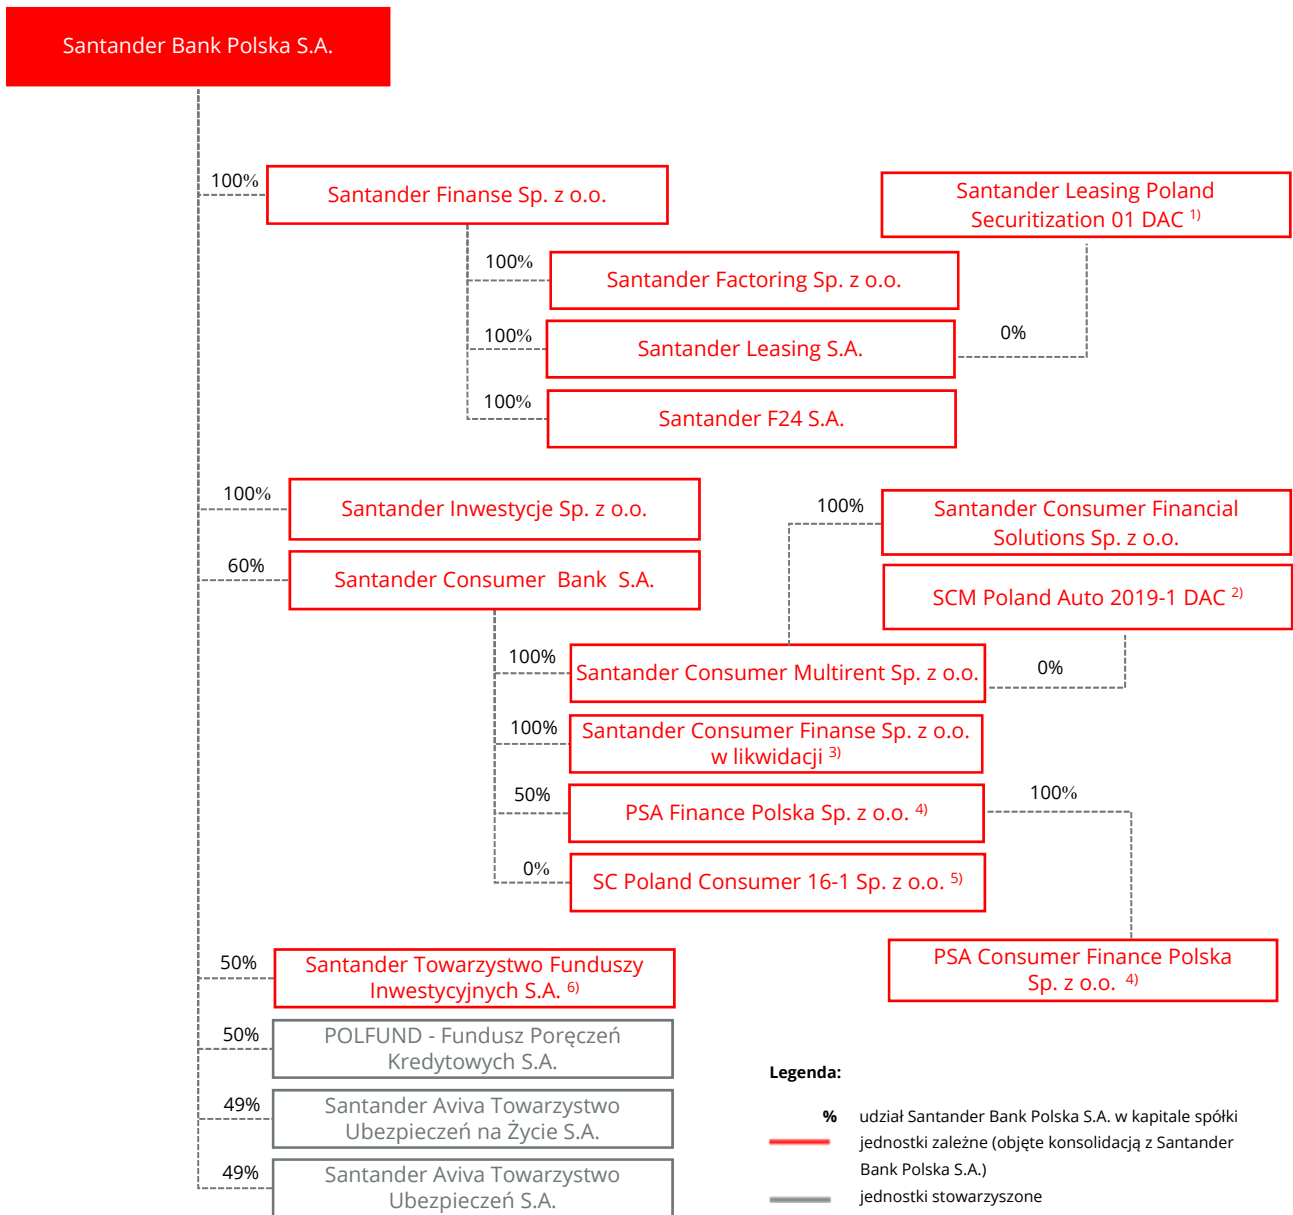 Santander Bank Polska S.A.
100%
Santander Finanse Sp. z o.o.
Santander Leasing Poland
Securitization 01 DAC 1)
100%
Santander Factoring Sp. z o.o.
100%
Santander Leasing S.A.
0%
100%
Santander F24 S.A.
100%
Santander Inwestycje Sp. z o.o.
100%
Santander Consumer Financial
Solutions Sp. z o.o.
60%
Santander Consumer Bank S.A.
SCM Poland Auto 2019-1 DAC 2)
100%
Santander Consumer Multirent Sp. z o.o.
0%
100%
Santander Consumer Finanse Sp. z o.o.
w likwidacji 3)
50%
PSA Finance Polska Sp. z o.o. 4)
100%
0%
SC Poland Consumer 16-1 Sp. z o.o. 5)
50%
Santander Towarzystwo Funduszy
Inwestycyjnych S.A. 6)
PSA Consumer Finance Polska
Sp. z o.o. 4)
50%
POLFUND - Fundusz Poręczeń
Kredytowych S.A.
49%
Santander Aviva Towarzystwo
Ubezpieczeń na Życie S.A.
49%
Santander Aviva Towarzystwo
Ubezpieczeń S.A.
Legenda:
% udział Santander Bank Polska S.A. w kapitale spółki
jednostki zależne (objęte konsolidacją z Santander
Bank Polska S.A.)
jednostki stowarzyszone